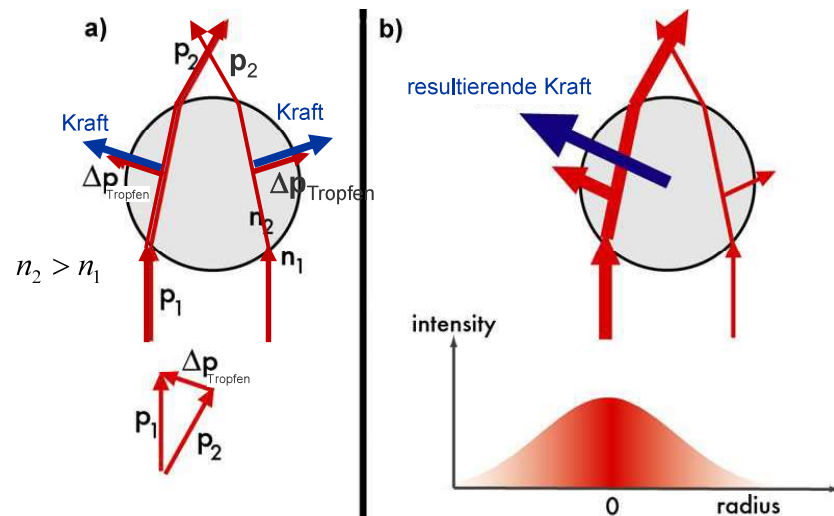 a)
p₂
p₂
Kraft
Kraft
Δp Tropfen
Δp Tropfen
n₂
n₂ > n₁
n₁
p₁
Δp Tropfen
p₁
p₂
b)
resultierende Kraft
intensity
0
radius